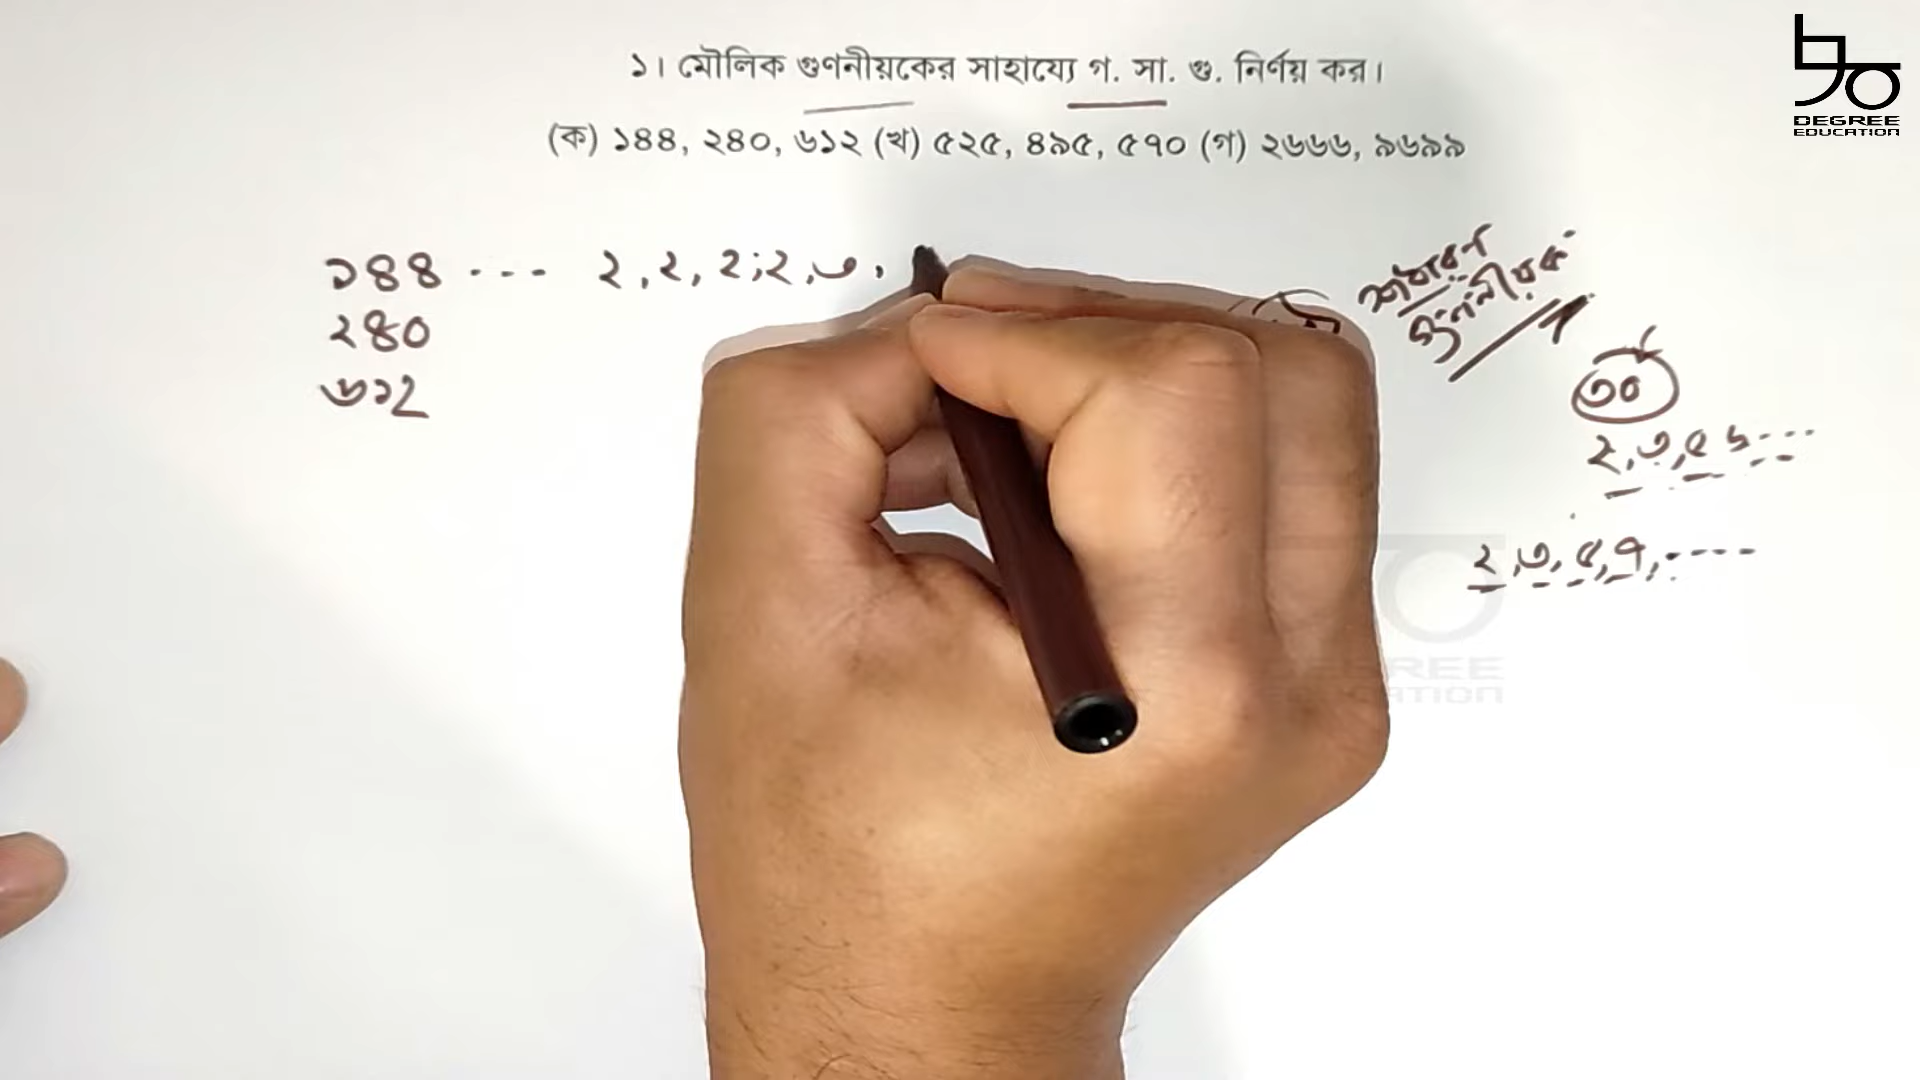 ১। মৌলিক গুণনীয়কের সাহায্যে গ. সা. গু. নির্ণয় কর।
(ক) ১৪৪, ২৪০, ৬১২ (খ) ৫২৫, ৪৯৫, ৫৭০ (গ) ২৬৬৬, ৯৬৯৯
DEGREE
EDUCATION
১৪৪ --- ২, ২, ২; ২, ৩,
২৪০
৬১২
সাধারণ
গুণনীয়ক
৩০
২, ৩, ৫ ৬ ---
২, ৩, ৫, ৭, ----